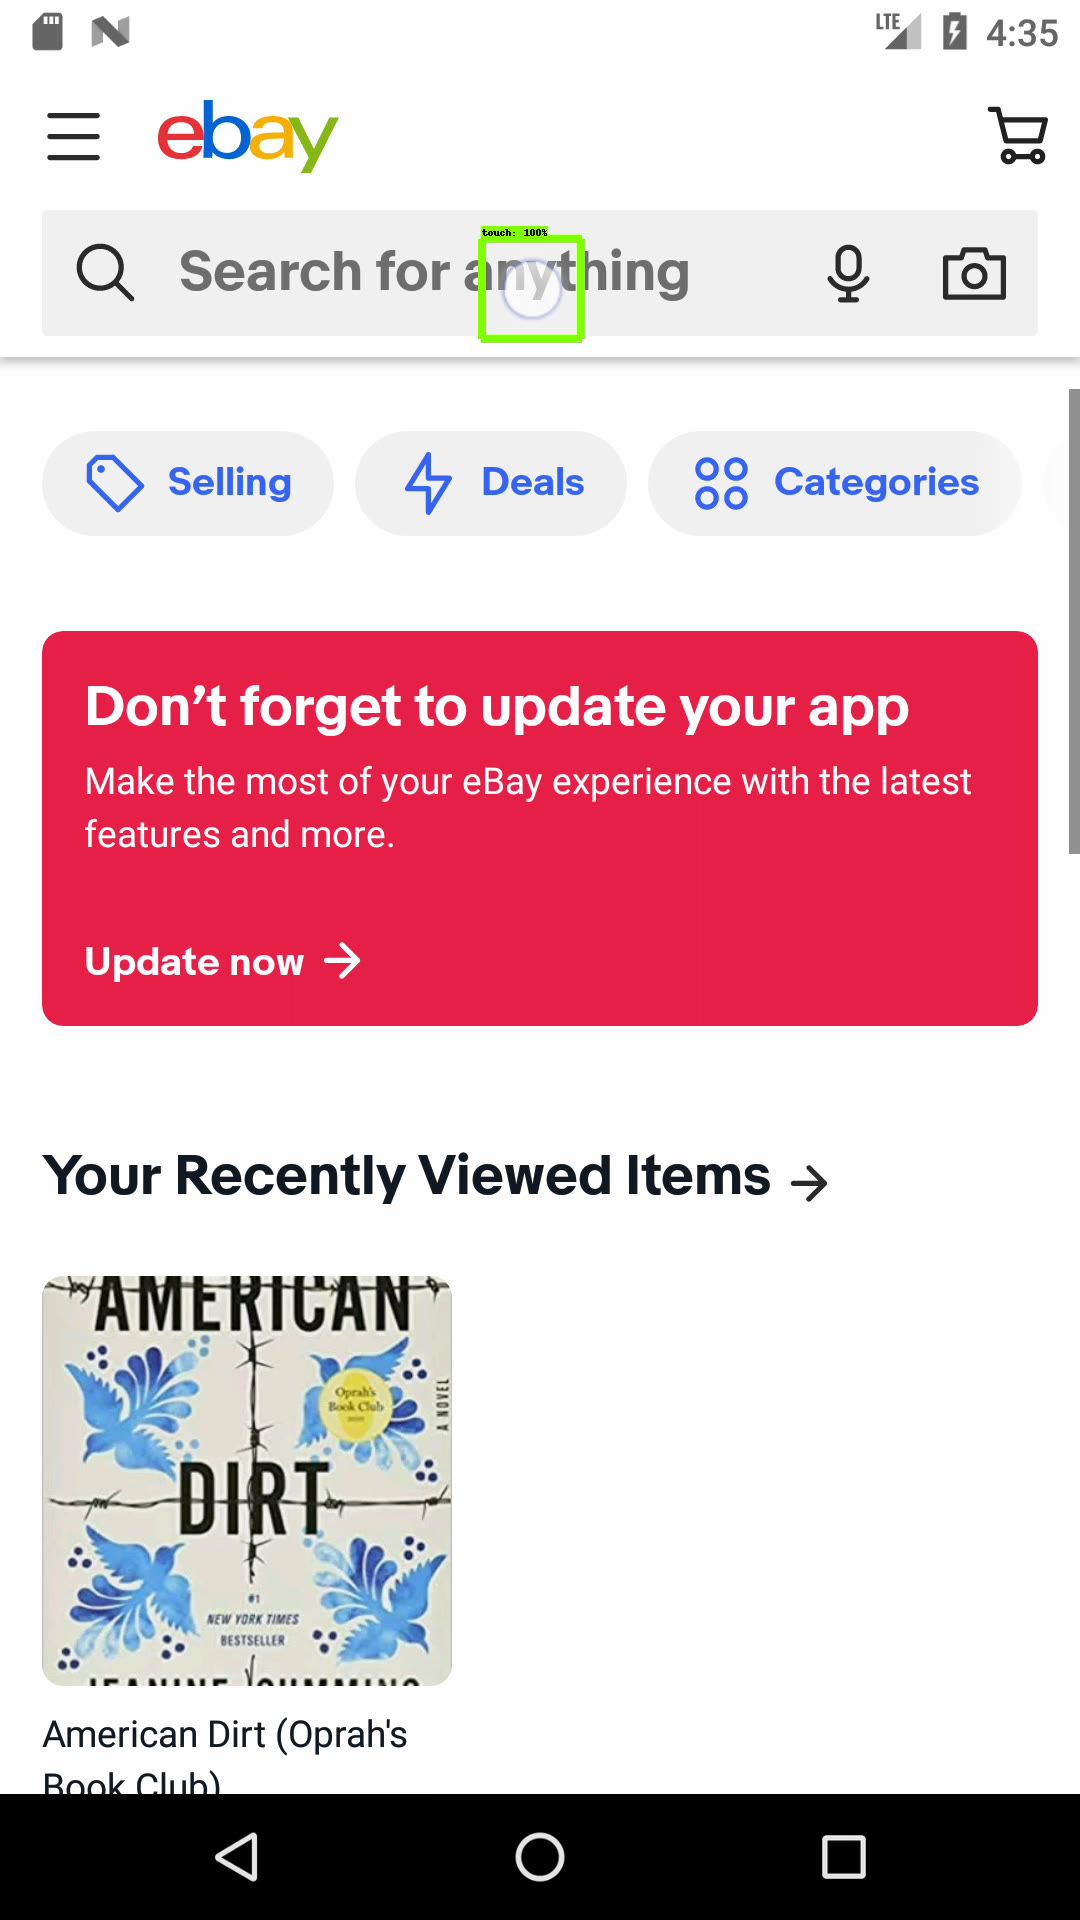 LTE 4:35
ebay
touch: 100%
Search for anything
Selling Deals Categories
Don't forget to update your app
Make the most of your eBay experience with the latest
features and more.
Update now
Your Recently Viewed Items
AMERICAN
Oprah's
Book Club
A NOVEL
DIRT
#1
NEW YORK TIMES
BESTSELLER
JEANINE CUMMINS
American Dirt (Oprah's
Book Club)